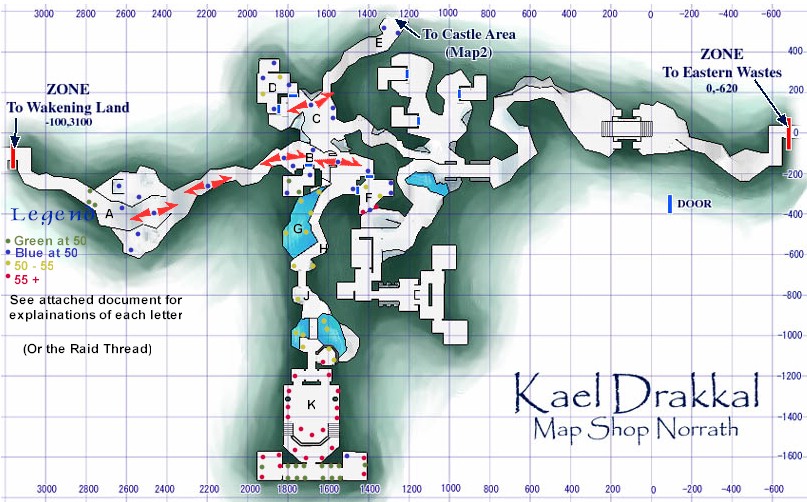 3000 2800 2600 2400 2200 2000 1800 1600 1400 1200 1000 800 600 400 200 0 -200 -400 -600
To Castle Area
(Map2)
E
400
ZONE
To Eastern Wastes
0,-620
ZONE
To Wakening Land
-100,3100
D
200
C
0
B
-200
A
F
DOOR
Legend
G
-400
Green at 50
Blue at 50
50 - 55
55 +
H
-600
See attached document for
explainations of each letter
J
-800
-1000
(Or the Raid Thread)
-1200
K
Kael Drakkal
Map Shop Norrath
-1400
-1600
3000 2800 2600 2400 2200 2000 1800 1600 1400 1200 1000 800 600 400 200 0 -200 -400 -600